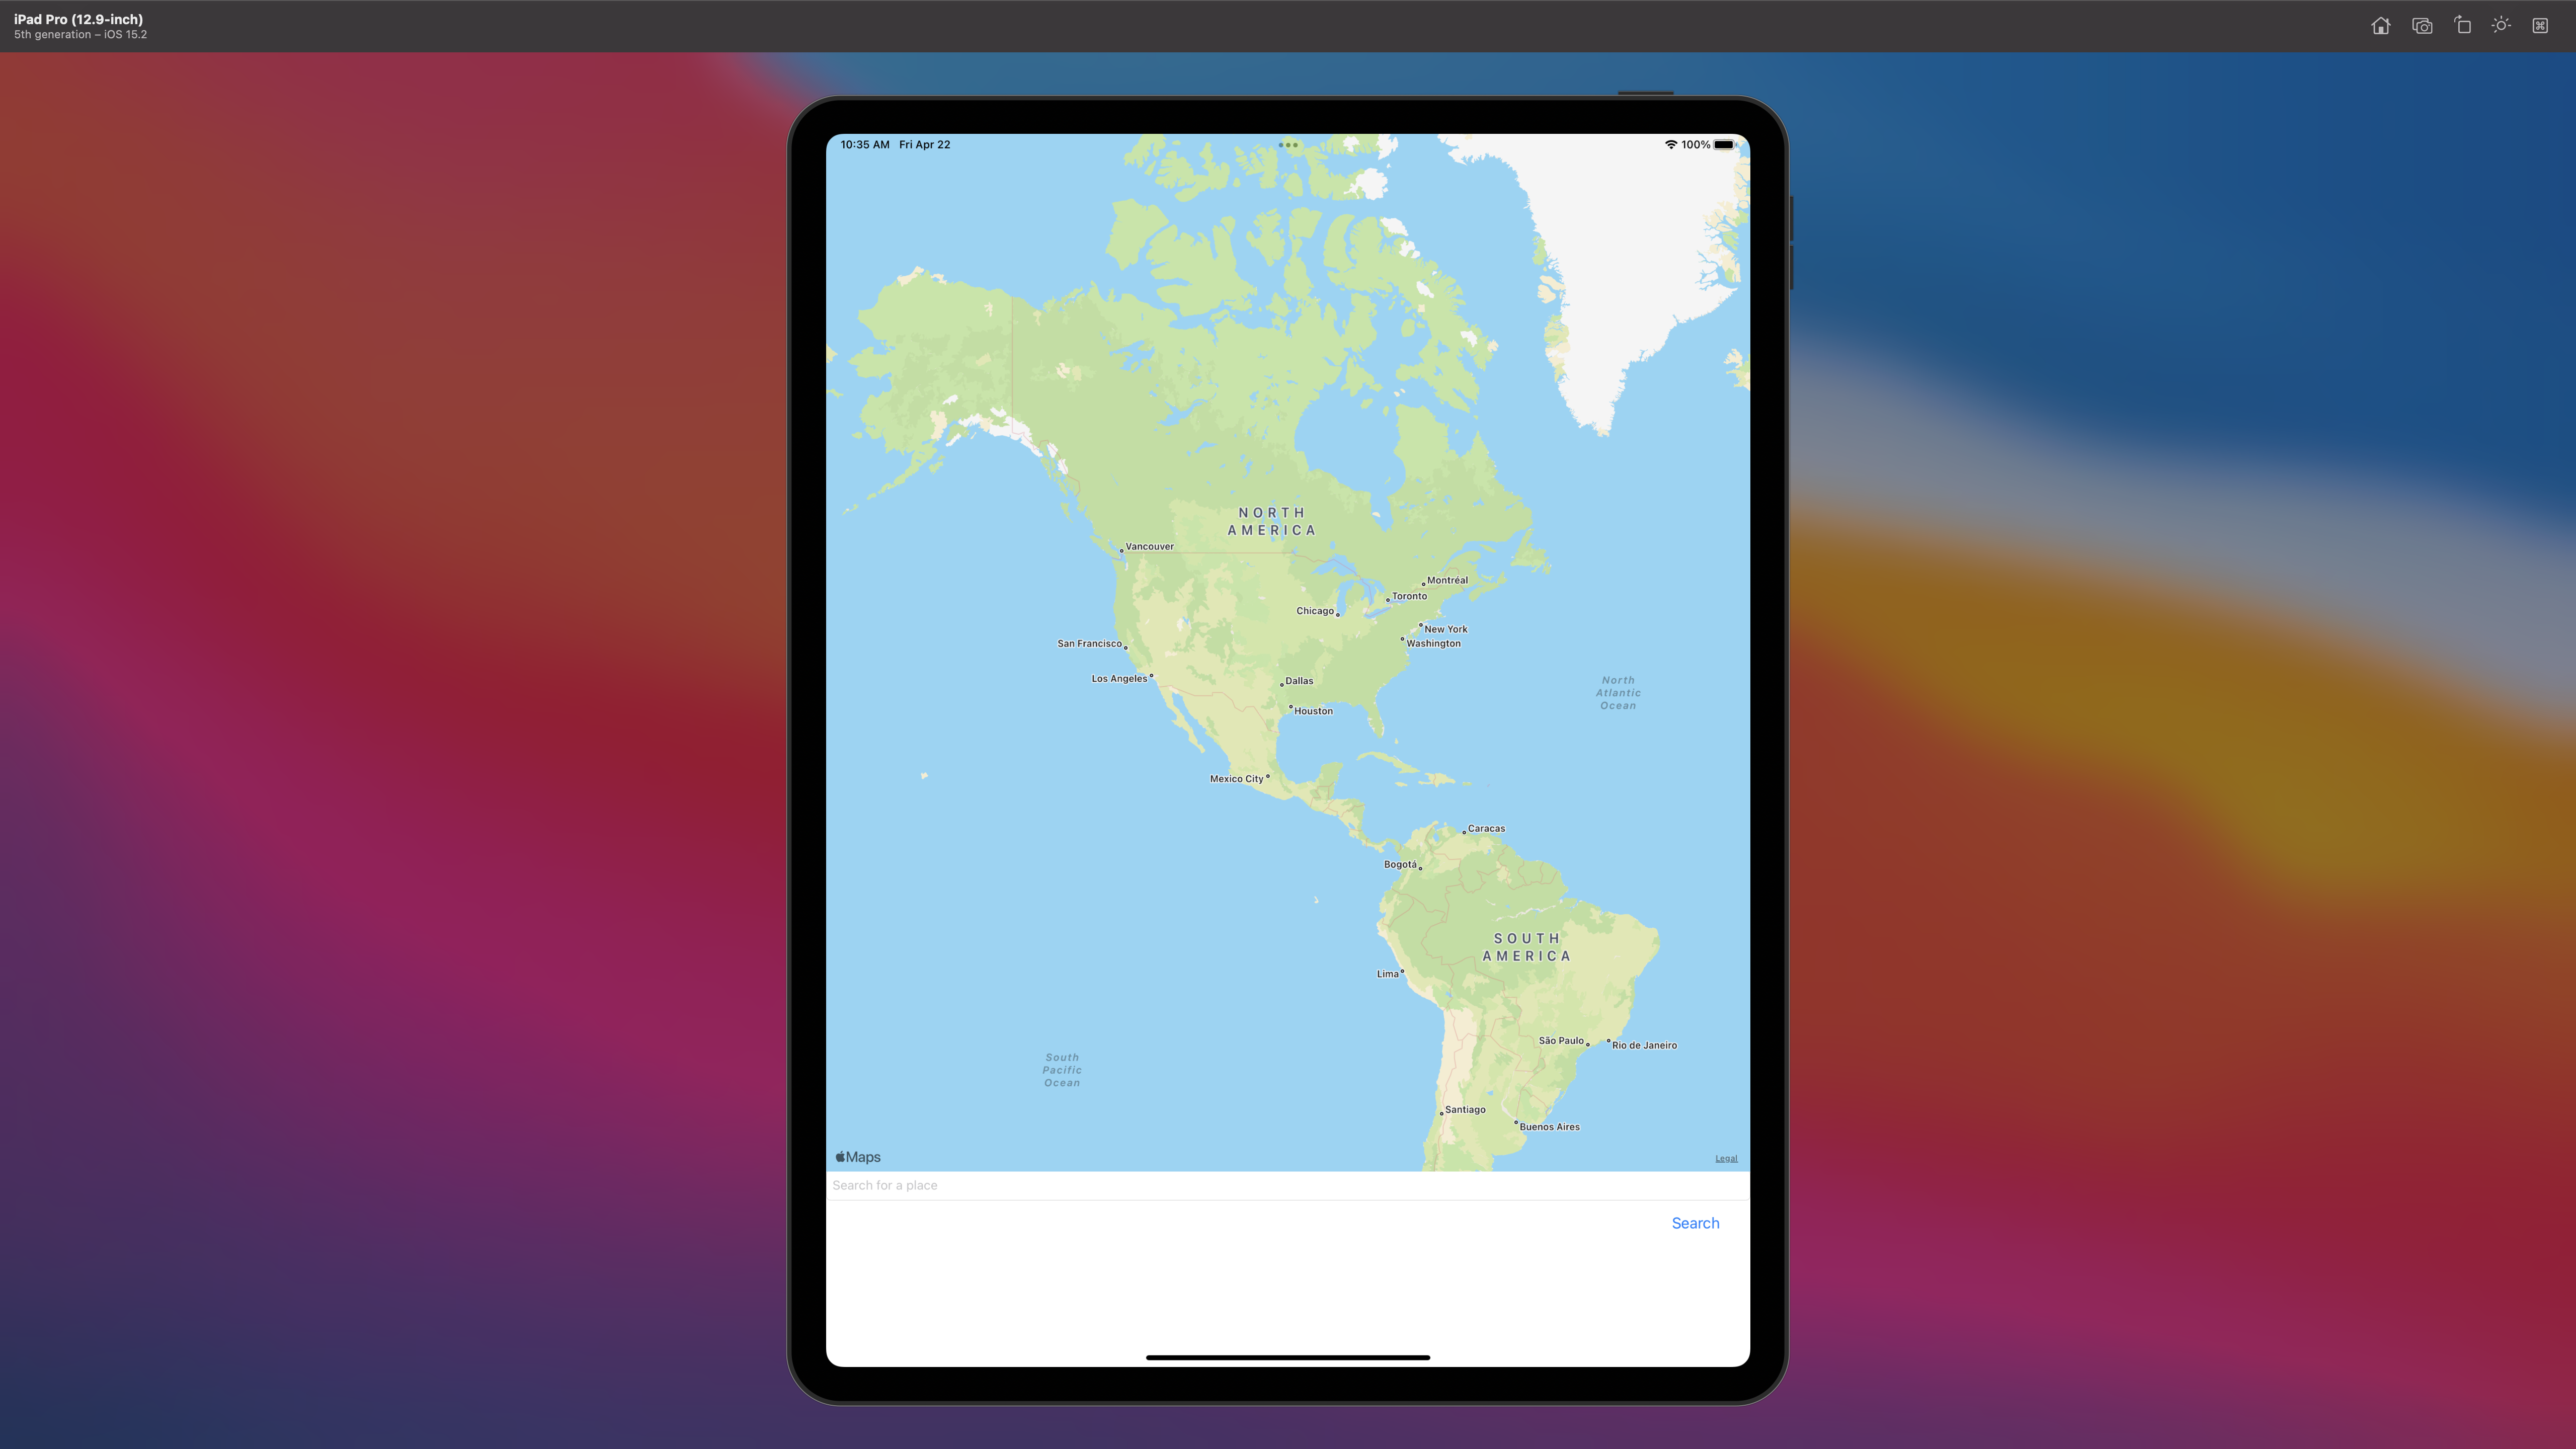 iPad Pro (12.9-inch)
5th generation – iOS 15.2
10:35 AM Fri Apr 22
100%
NORTH
AMERICA
Vancouver
Montréal
Toronto
Chicago
New York
Washington
San Francisco
Los Angeles
Dallas
Houston
North
Atlantic
Ocean
Mexico City
Caracas
Bogotá
SOUTH
AMERICA
Lima
São Paulo
Rio de Janeiro
South
Pacific
Ocean
Santiago
Buenos Aires
Maps
Legal
Search for a place
Search